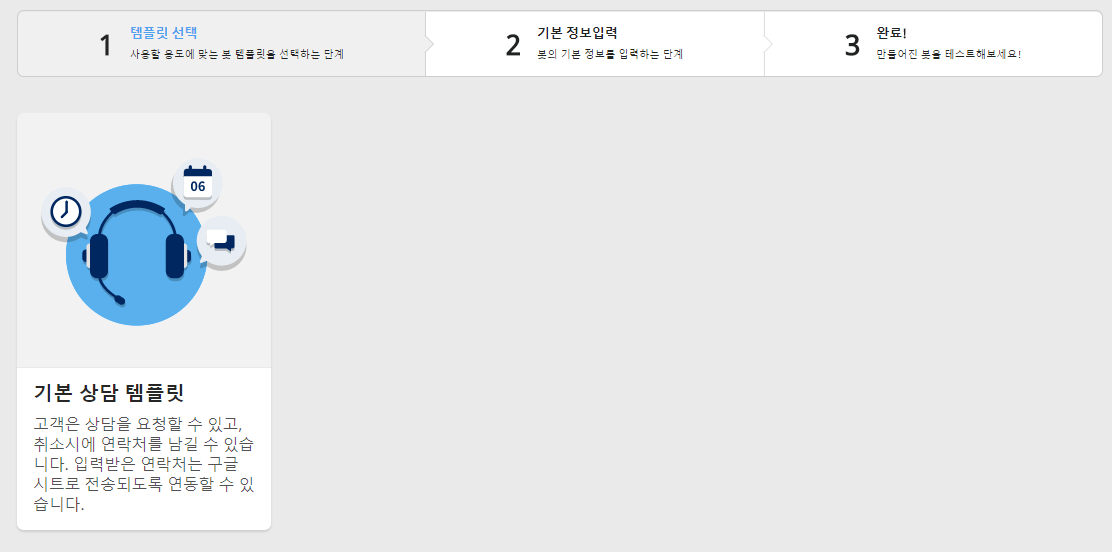 1
템플릿 선택
사용할 용도에 맞는 봇 템플릿을 선택하는 단계
2
기본 정보입력
봇의 기본 정보를 입력하는 단계
3
완료!
만들어진 봇을 테스트해보세요!
06
기본 상담 템플릿
고객은 상담을 요청할 수 있고,
취소시에 연락처를 남길 수 있습
니다. 입력받은 연락처는 구글
시트로 전송되도록 연동할 수 있
습니다.